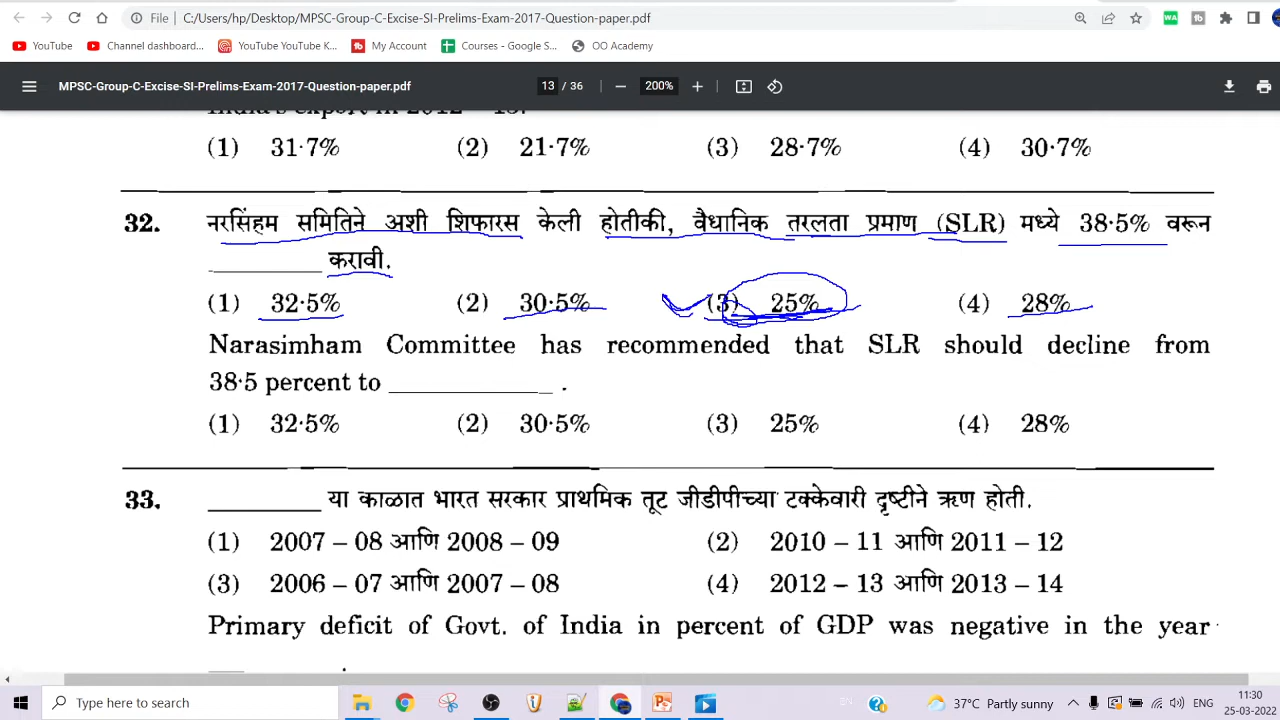 File | C:/Users/hp/Desktop/MPSC-Group-C-Excise-SI-Prelims-Exam-2017-Question-paper.pdf
YouTube Channel dashboard... YouTube YouTube K... My Account Courses - Google S... OO Academy
MPSC-Group-C-Excise-SI-Prelims-Exam-2017-Question-paper.pdf 13 / 36 200%
India's export in 2012 – 13.
(1) 31·7% (2) 21·7% (3) 28·7% (4) 30·7%
32. नरसिंहम समितिने अशी शिफारस केली होतीकी, वैधानिक तरलता प्रमाण (SLR) मध्ये 38·5% वरून
____________ करावी.
(1) 32·5% (2) 30·5% (3) 25% (4) 28%
Narasimham Committee has recommended that SLR should decline from
38·5 percent to ____________ .
(1) 32·5% (2) 30·5% (3) 25% (4) 28%
33. ____________ या काळात भारत सरकार प्राथमिक तूट जीडीपीच्या टक्केवारी दृष्टीने ऋण होती.
(1) 2007 – 08 आणि 2008 – 09 (2) 2010 – 11 आणि 2011 – 12
(3) 2006 – 07 आणि 2007 – 08 (4) 2012 – 13 आणि 2013 – 14
Primary deficit of Govt. of India in percent of GDP was negative in the year
Type here to search 37°C Partly sunny ENG 11:30
25-03-2022